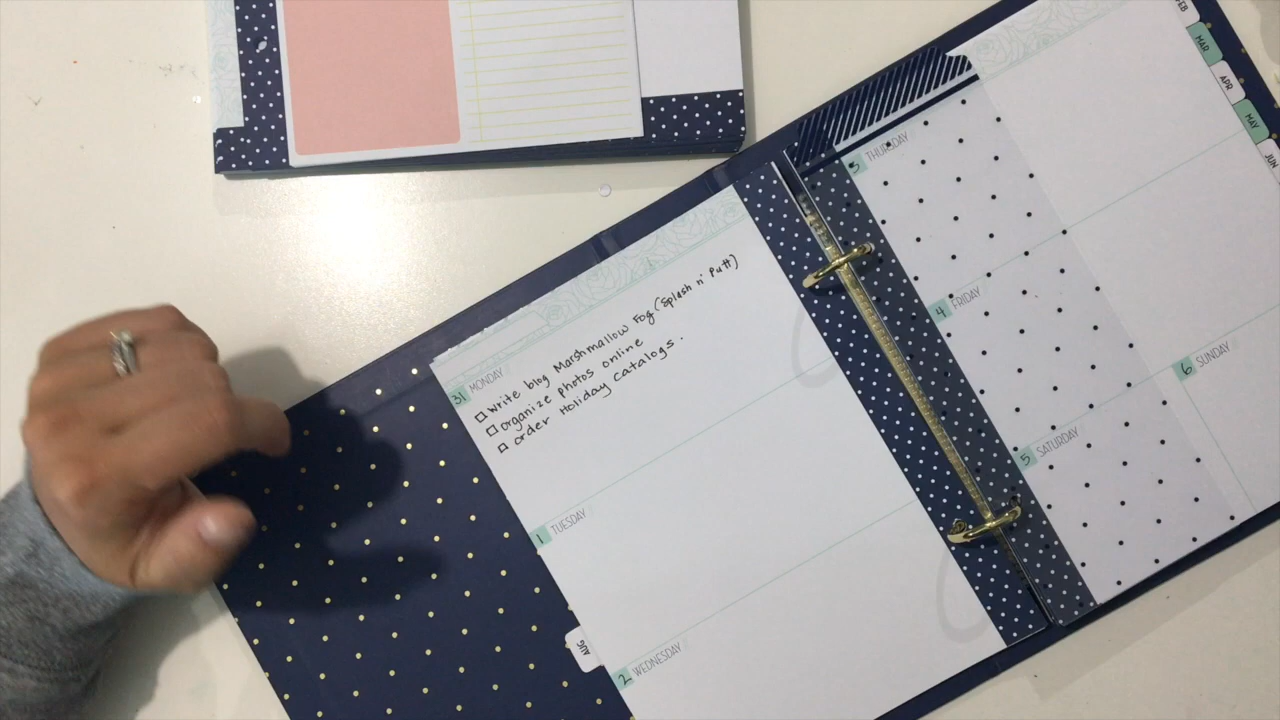 31 MONDAY
□ write blog Marshmallow Fog (Splash n' Putt)
□ organize photos online
□ order Holiday Catalogs.
1 TUESDAY
2 WEDNESDAY
AUG
3 THURSDAY
4 FRIDAY
5 SATURDAY
6 SUNDAY
FEB
MAR
APR
MAY
JUN